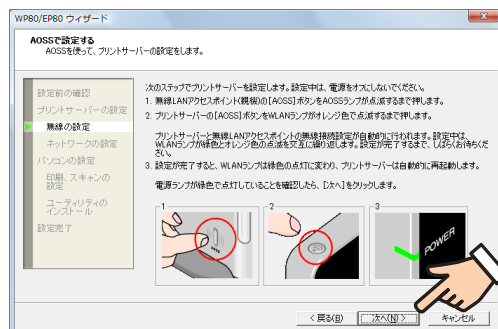 WP80/EP80 ウィザード
AOSSで設定する
AOSSを使って、プリントサーバーの設定をします。
設定前の確認
プリントサーバーの設定
無線の設定
ネットワークの設定
パソコンの設定
印刷、スキャンの
設定
ユーティリティの
インストール
設定完了
次のステップでプリントサーバーを設定します。設定中は、電源をオフにしないでください。
1. 無線LANアクセスポイント(親機)の[AOSS]ボタンをAOSSランプが点滅するまで押します。
2. プリントサーバーの[AOSS]ボタンをWLANランプがオレンジ色で点滅するまで押します。
プリントサーバーと無線LANアクセスポイントの無線接続設定が自動的に行われます。設定中は、
WLANランプが緑色とオレンジ色の点滅を交互に繰り返します。設定が完了するまで、しばらくお待ちくだ
さい。
3. 設定が完了すると、WLANランプは緑色の点灯に変わり、プリントサーバーは自動的に再起動します。
電源ランプが緑色で点灯していることを確認したら、[次へ]をクリックします。
1
2
3
POWER
< 戻る(B)
次へ(N) >
キャンセル